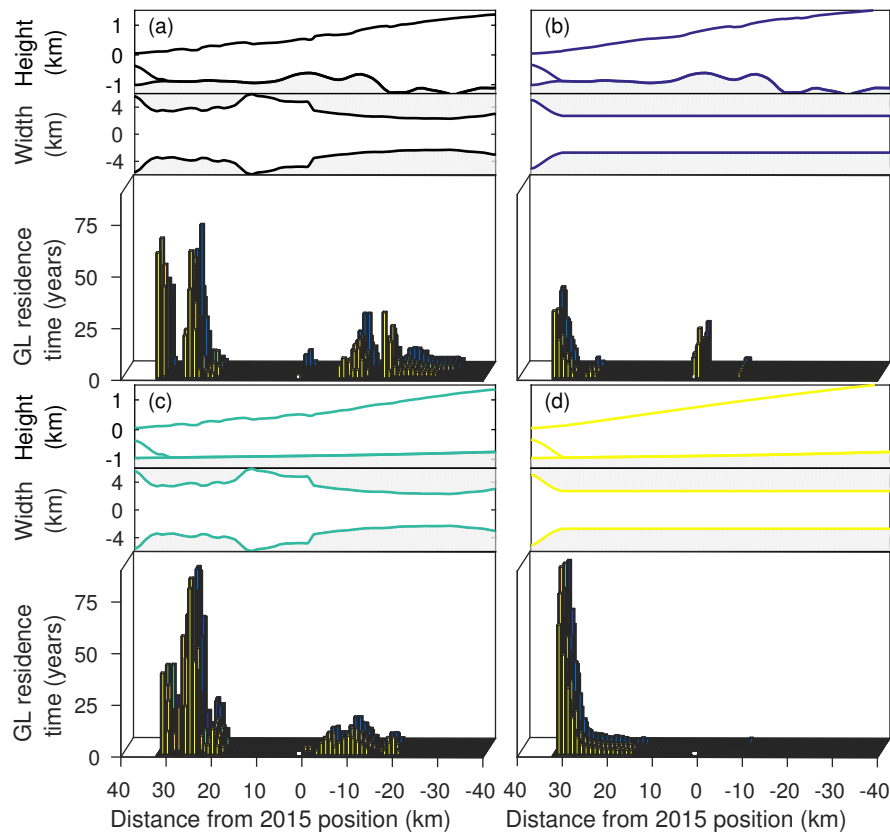 (a)
(b)
Height
(km)
1
0
-1
Width
(km)
4
0
-4
GL residence
time (years)
75
50
25
0
(c)
(d)
Height
(km)
1
0
-1
Width
(km)
4
0
-4
GL residence
time (years)
75
50
25
0
40 30 20 10 0 -10 -20 -30 -40
40 30 20 10 0 -10 -20 -30 -40
Distance from 2015 position (km)
Distance from 2015 position (km)